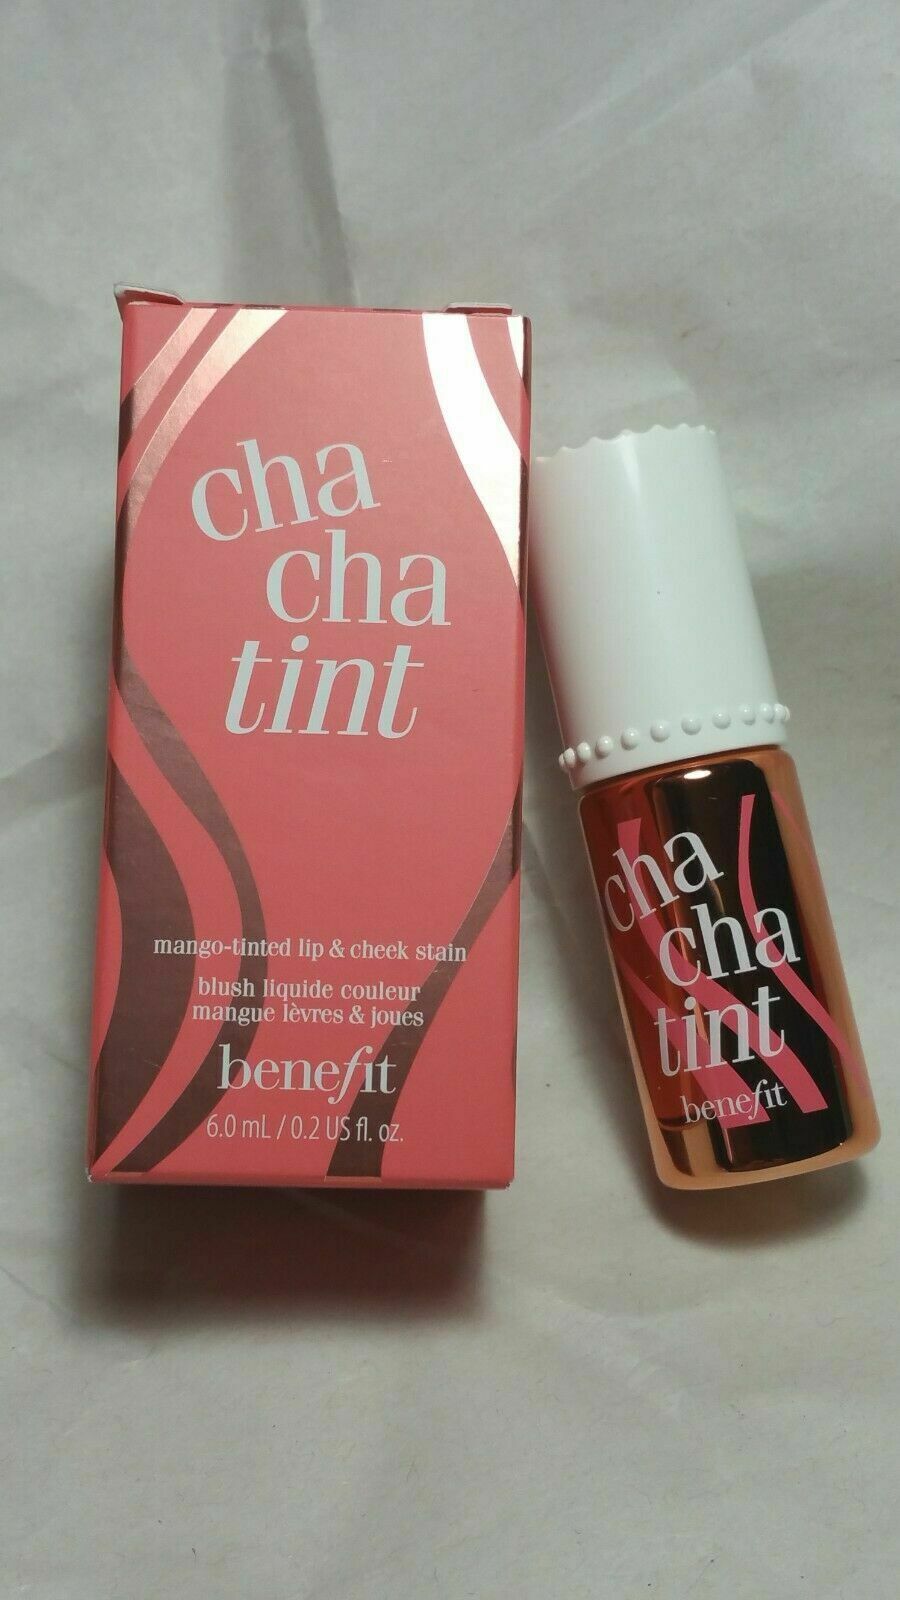 cha
cha
tint
mango-tinted lip & cheek stain
blush liquide couleur
mangue lèvres & joues
benefit
6.0 mL / 0.2 US fl. oz.
cha
cha
tint
benefit